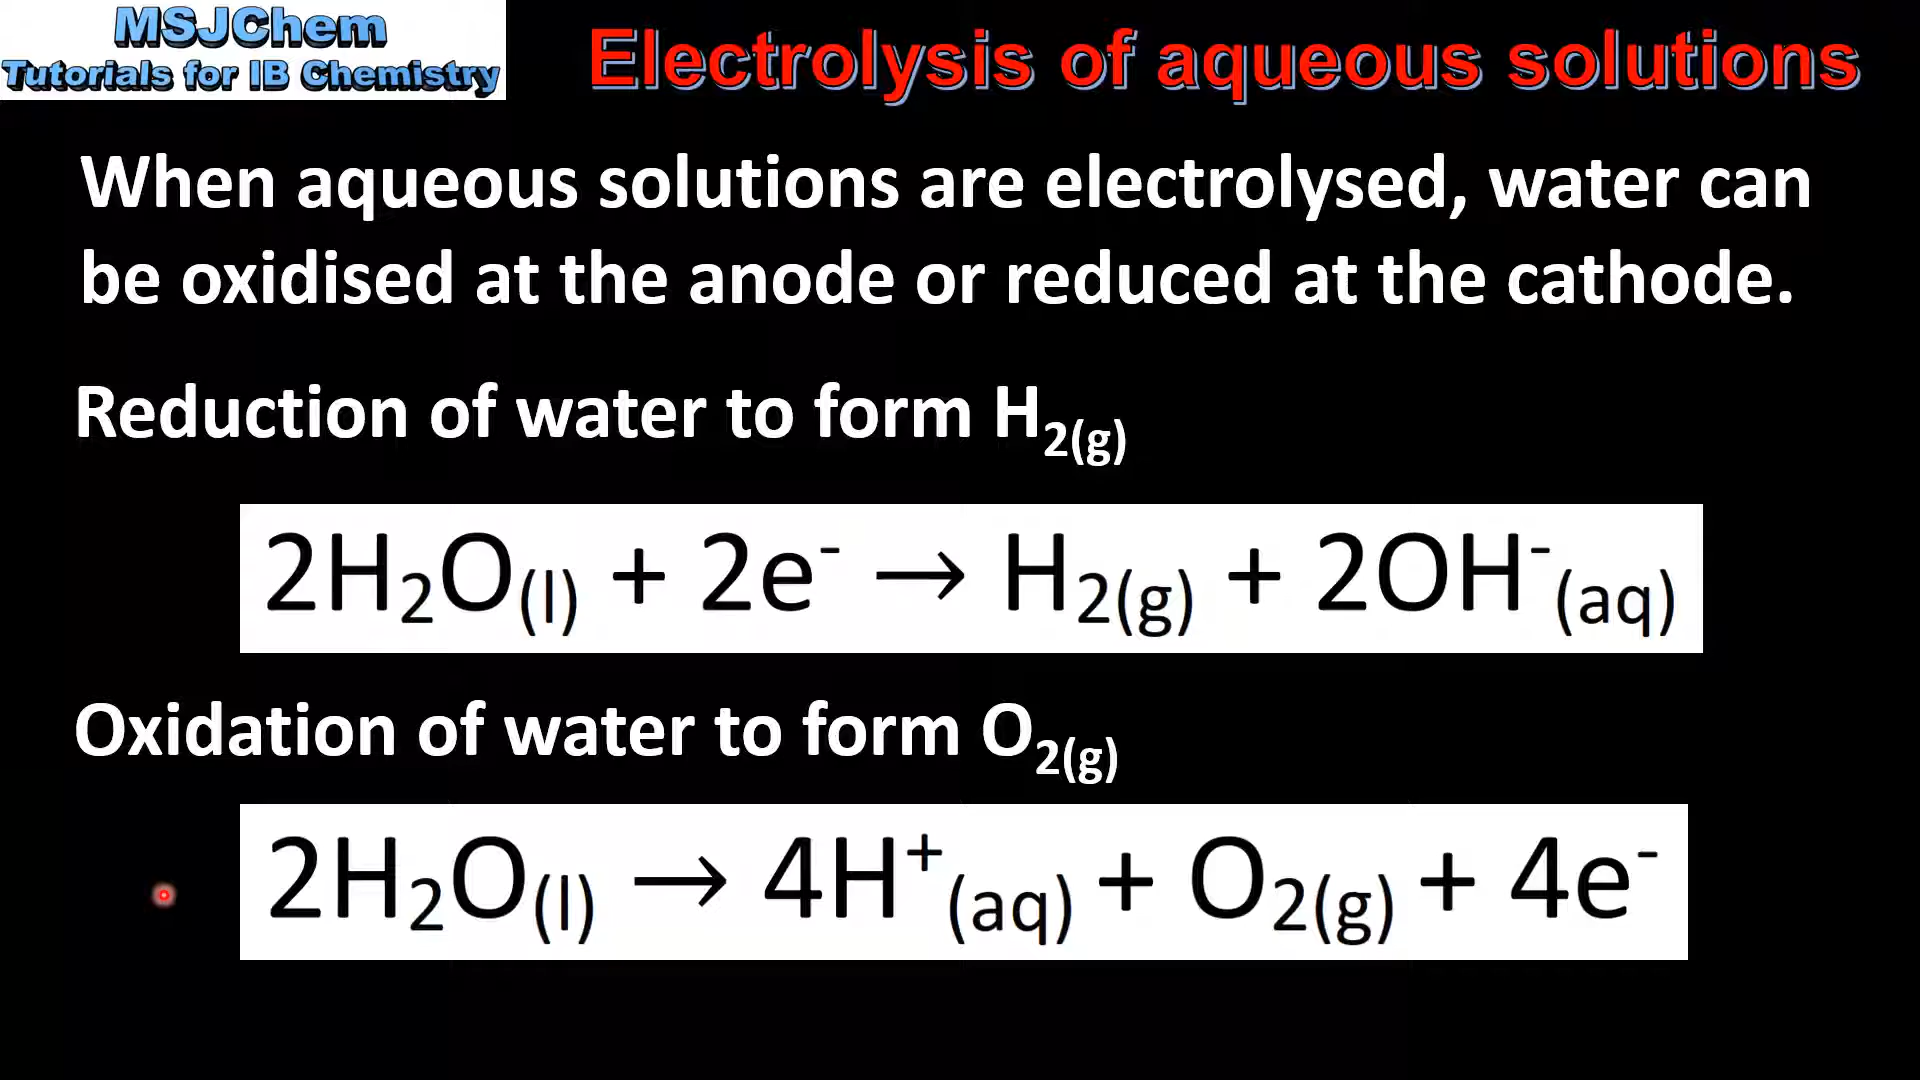 MSJChem
Tutorials for IB Chemistry
Electrolysis of aqueous solutions
When aqueous solutions are electrolysed, water can
be oxidised at the anode or reduced at the cathode.
Reduction of water to form H₂(g)
2H₂O(l) + 2e⁻ → H₂(g) + 2OH⁻(aq)
Oxidation of water to form O₂(g)
2H₂O(l) → 4H⁺(aq) + O₂(g) + 4e⁻